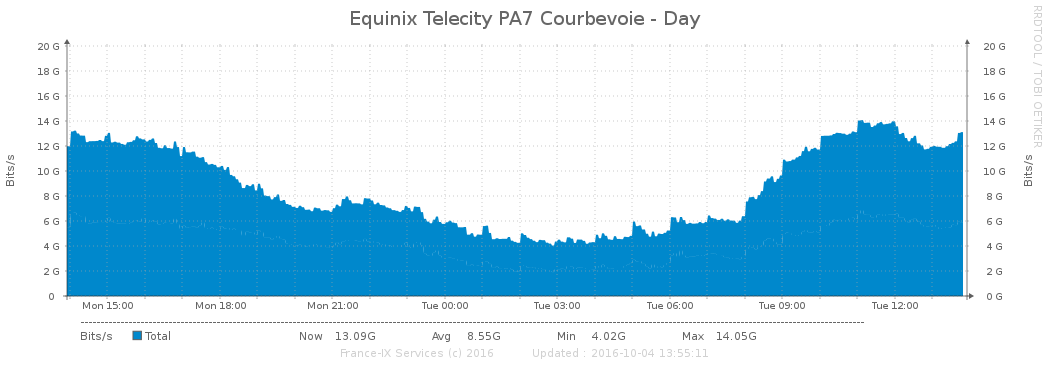 Equinix Telecity PA7 Courbevoie - Day
RRDTOOL / TOBI OETIKER
Bits/s
20 G
18 G
16 G
14 G
12 G
10 G
8 G
6 G
4 G
2 G
0
20 G
18 G
16 G
14 G
12 G
10 G
8 G
6 G
4 G
2 G
0 G
Bits/s
Mon 15:00 Mon 18:00 Mon 21:00 Tue 00:00 Tue 03:00 Tue 06:00 Tue 09:00 Tue 12:00
Bits/s Total Now 13.09G Avg 8.55G Min 4.02G Max 14.05G
France-IX Services (c) 2016 Updated : 2016-10-04 13:55:11